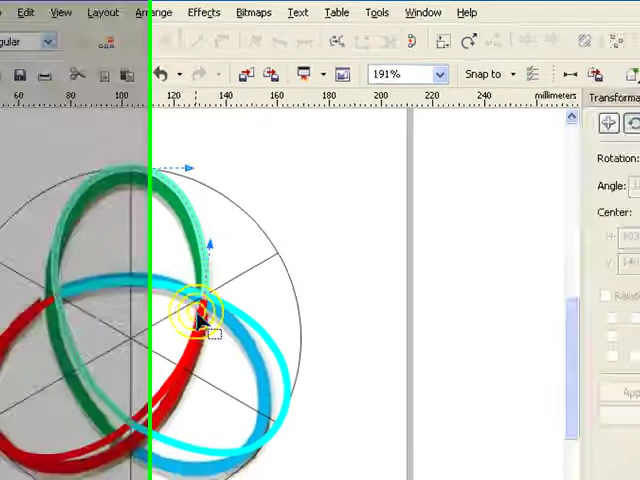 Edit View Layout Arrange Effects Bitmaps Text Table Tools Window Help
gular
191% Snap to
60 80 100 120 140 160 180 200 220 240 millimeters
Transforma
Rotation:
Angle:
Center:
H: